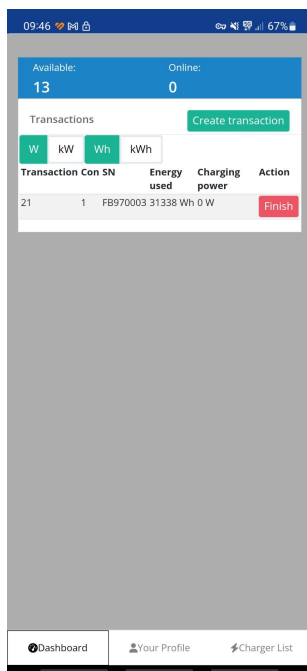 09:46 67%
Available: Online:
13 0
Transactions Create transaction
W kW Wh kWh
Transaction Con SN Energy used Charging power Action
21 1 FB970003 31338 Wh 0 W Finish
Dashboard Your Profile Charger List